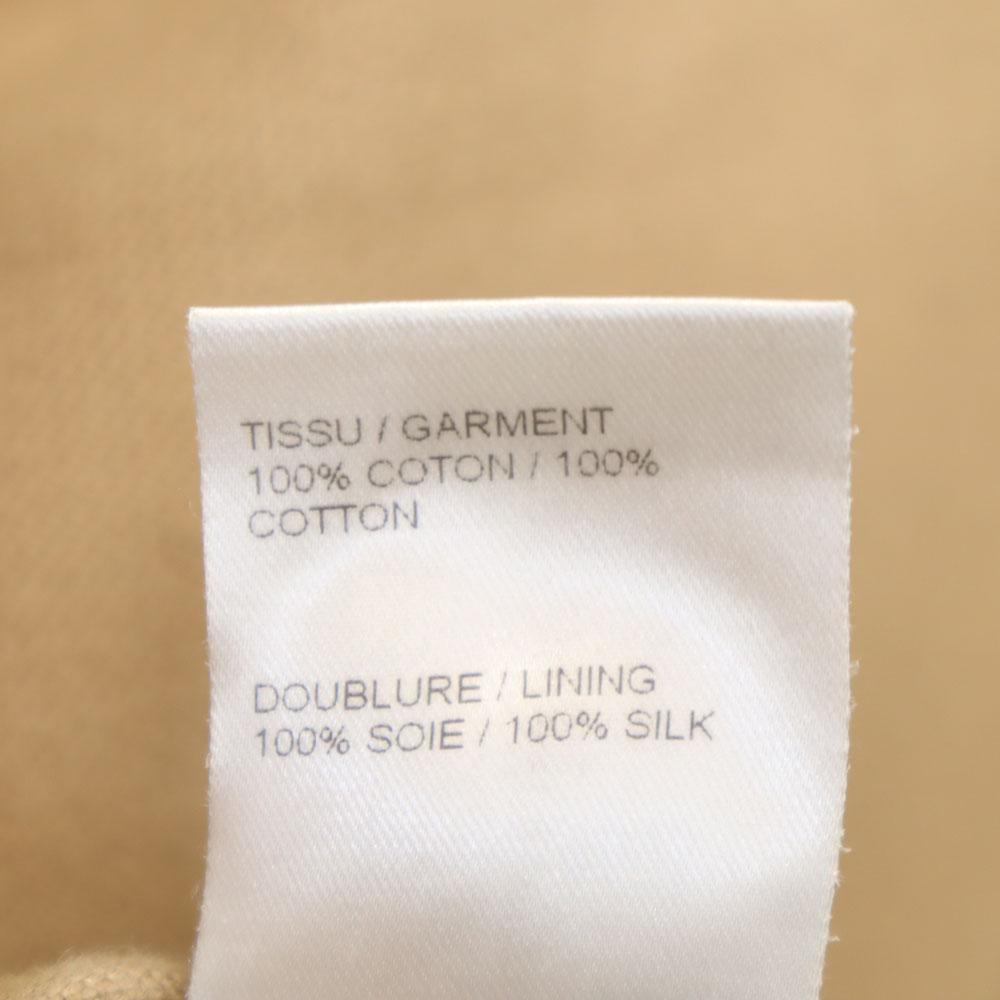 TISSU / GARMENT
100% COTON / 100%
COTTON
DOUBLURE / LINING
100% SOIE / 100% SILK